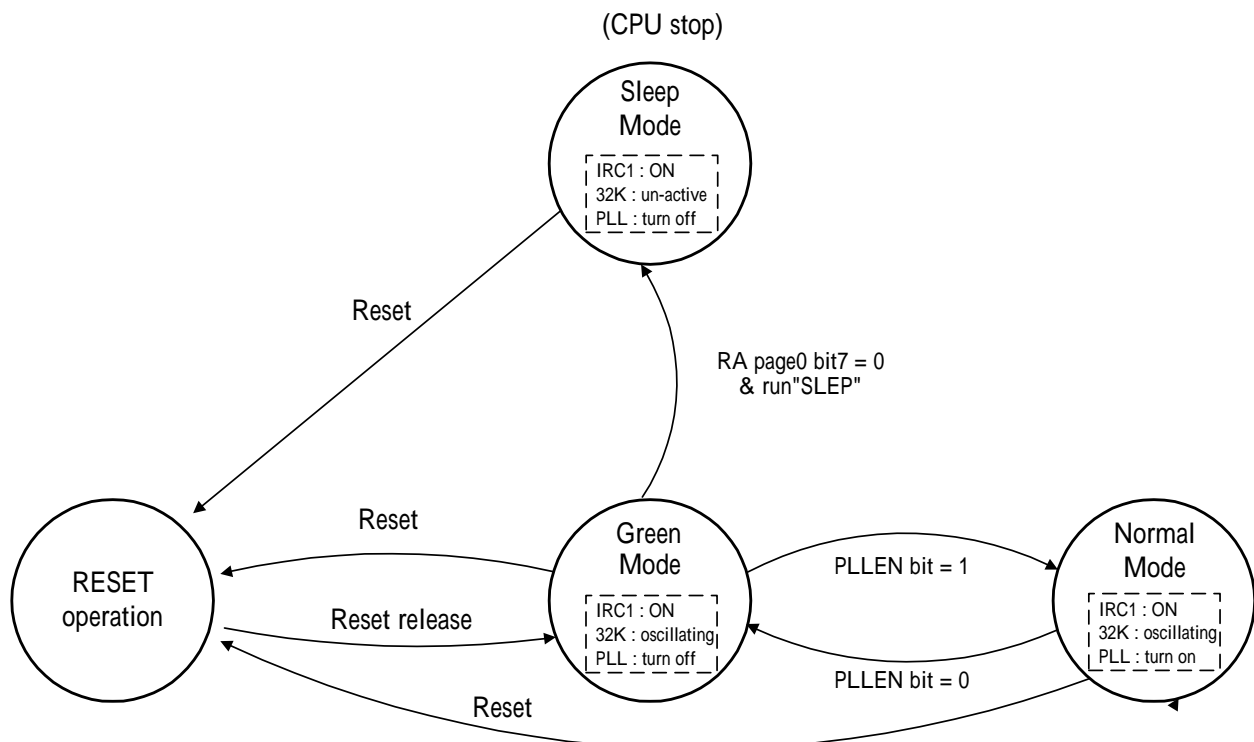 (CPU stop)
Sleep
Mode
IRC1 : ON
32K : un-active
PLL : turn off
Reset
RA page0 bit7 = 0
& run"SLEP"
Reset
Green
Mode
Normal
Mode
PLLEN bit = 1
RESET
operation
IRC1 : ON
32K : oscillating
PLL : turn off
IRC1 : ON
32K : oscillating
PLL : turn on
Reset release
PLLEN bit = 0
Reset